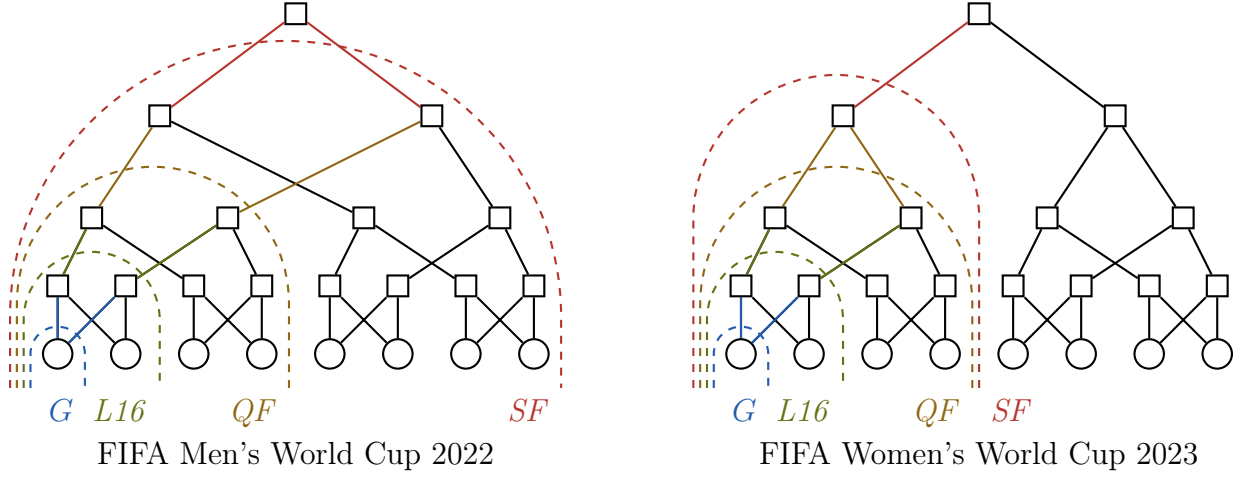 G L16 QF SF
G L16 QF SF
FIFA Men's World Cup 2022
FIFA Women's World Cup 2023